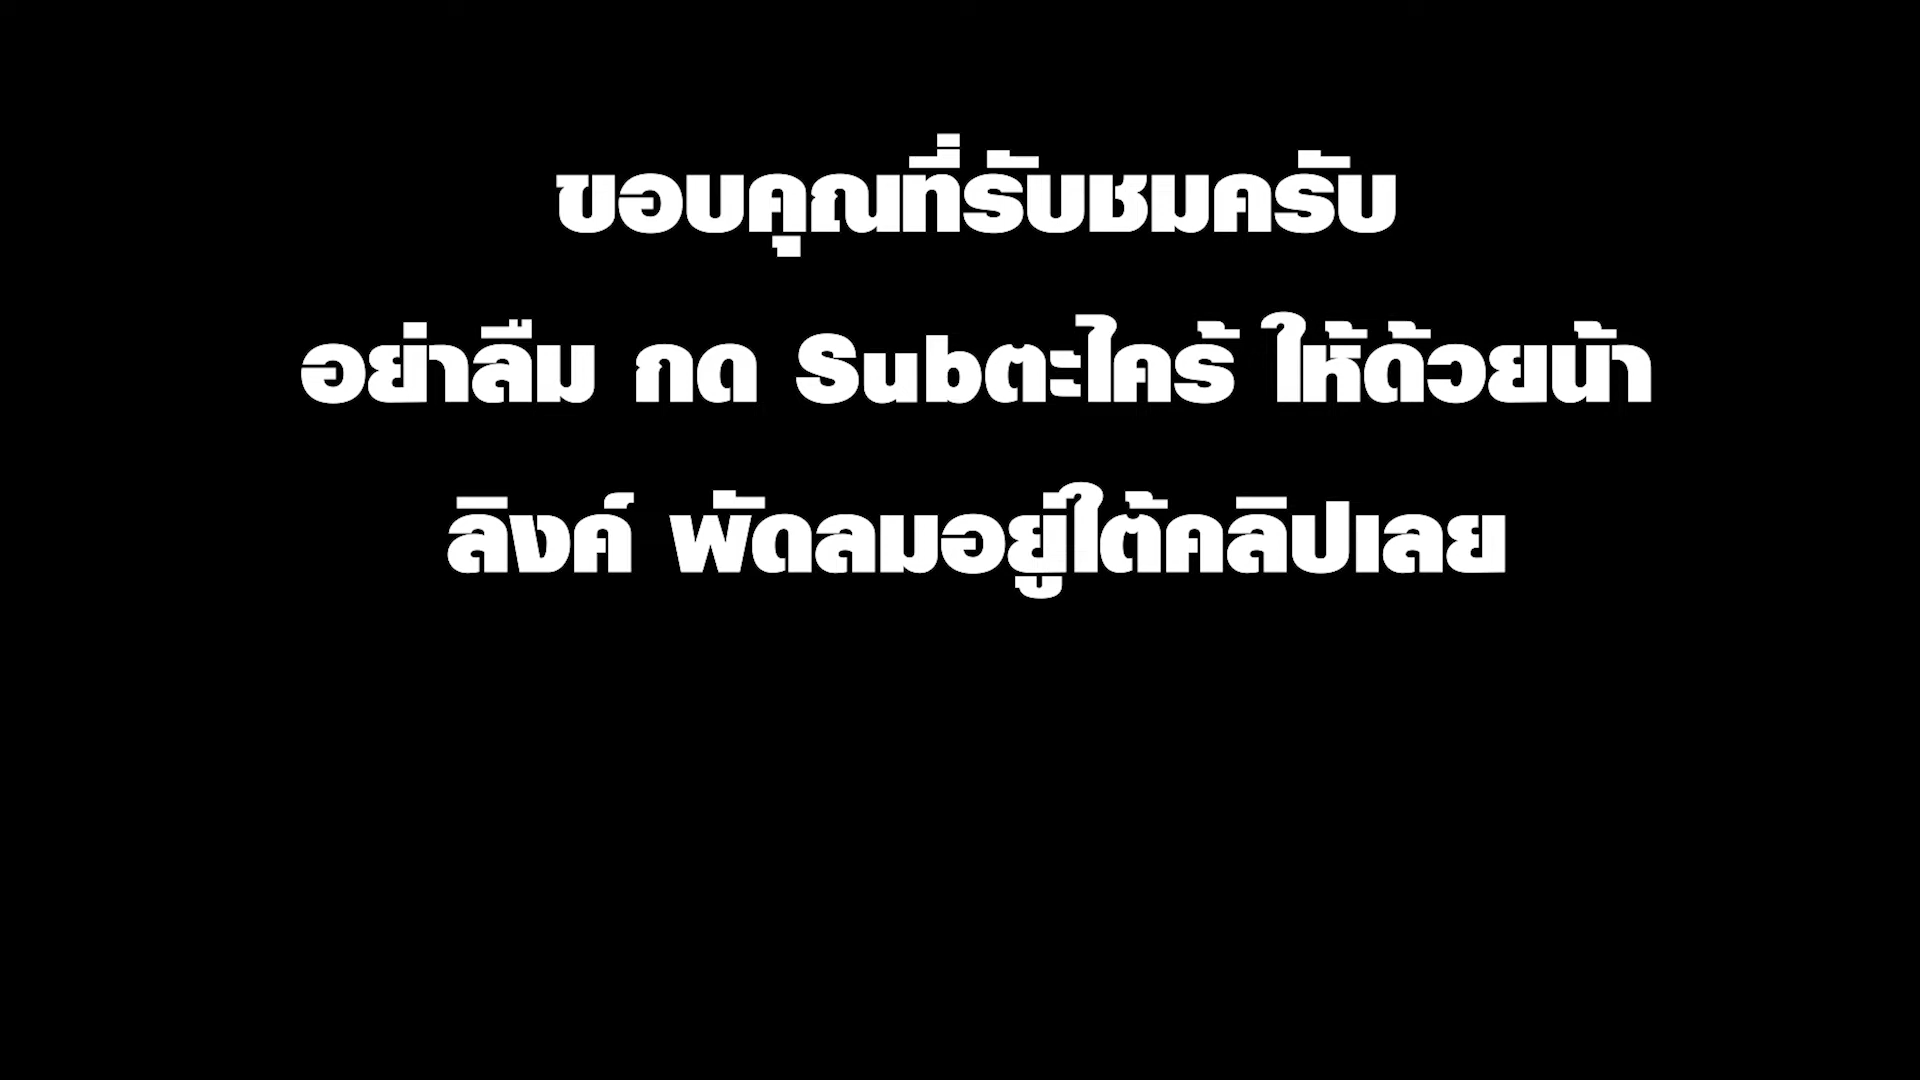 ขอบคุณที่รับชมครับ
อย่าลืม กด Subตะไคร้ ให้ด้วยน้า
ลิงค์ พัดลมอยู่ใต้คลิปเลย